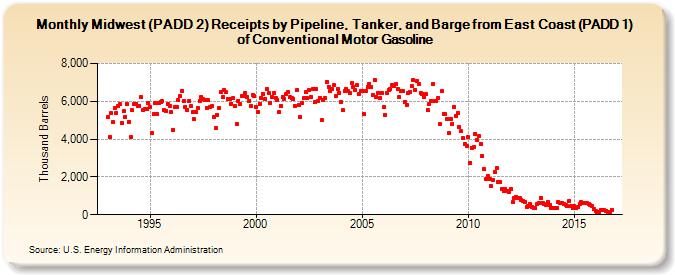 Monthly Midwest (PADD 2) Receipts by Pipeline, Tanker, and Barge from East Coast (PADD 1)
of Conventional Motor Gasoline
Thousand Barrels
8,000
6,000
4,000
2,000
0
1995
2000
2005
2010
2015
Source: U.S. Energy Information Administration